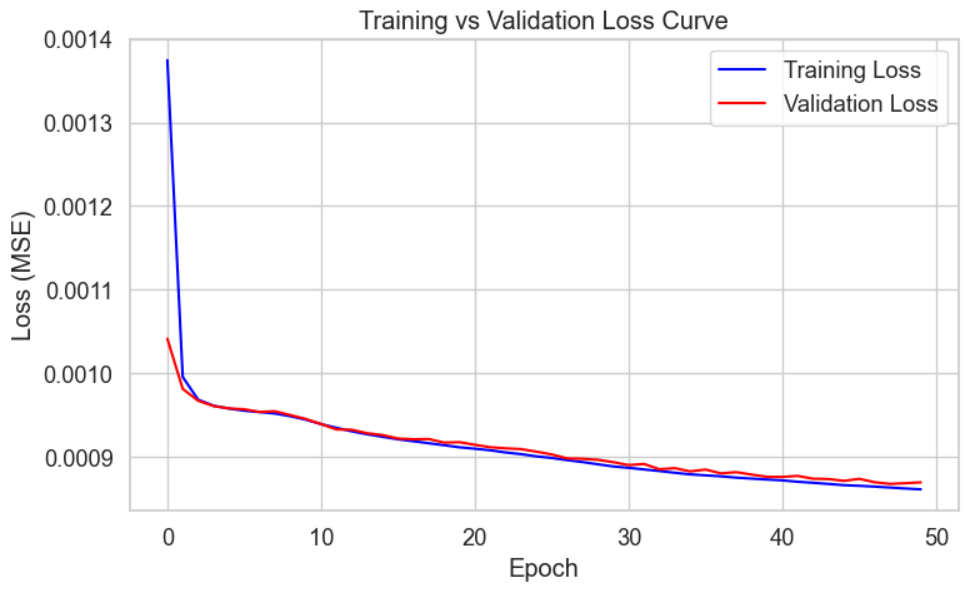 Training vs Validation Loss Curve
0.0014
0.0013
0.0012
0.0011
0.0010
0.0009
Loss (MSE)
Training Loss
Validation Loss
0 10 20 30 40 50
Epoch